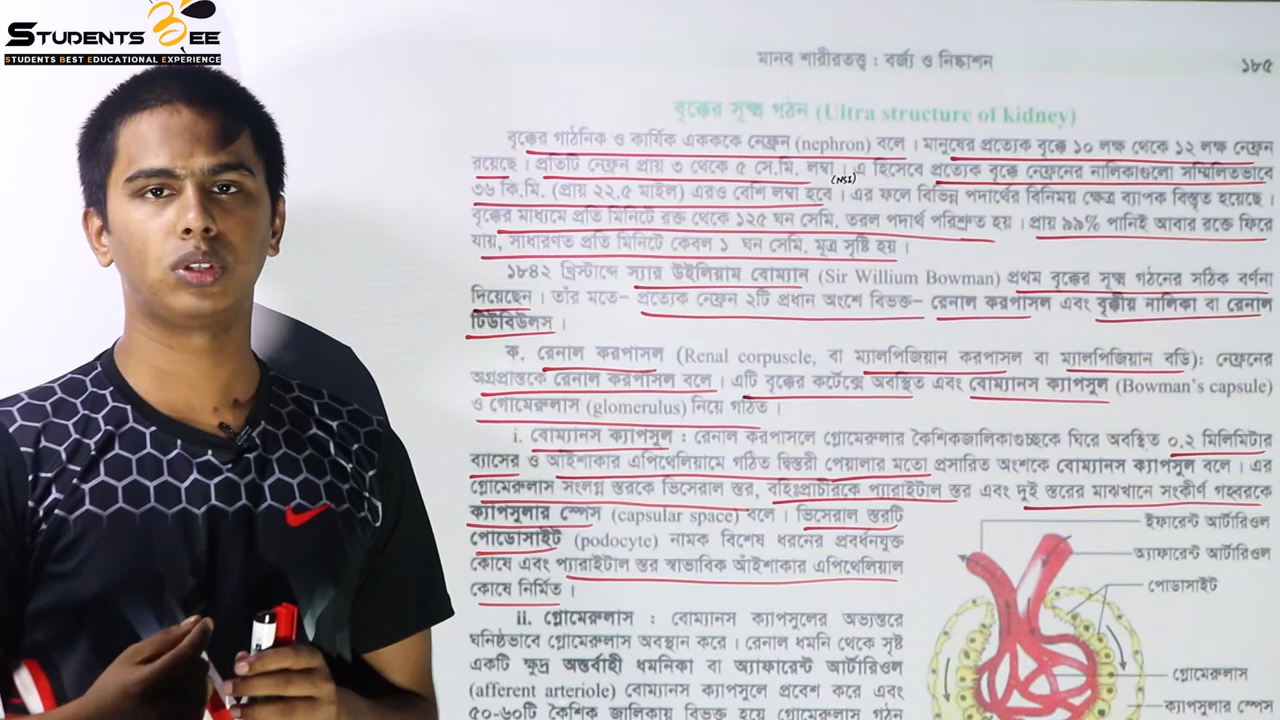 STUDENTS BEE
STUDENTS BEST EDUCATIONAL EXPERIENCE
মানব শারীরতত্ত্ব : বর্জ্য ও নিষ্কাশন
১৮৫
বৃক্কের সূক্ষ্ম গঠন (Ultra structure of kidney)
বৃক্কের গাঠনিক ও কার্যিক একককে নেফ্রন (nephron) বলে । মানুষের প্রত্যেক বৃক্কে ১০ লক্ষ থেকে ১২ লক্ষ নেফ্রন
রয়েছে । প্রতিটি নেফ্রন প্রায় ৩ থেকে ৫ সে.মি. লম্বা । এ হিসেবে প্রত্যেক বৃক্কে নেফ্রনের নালিকাগুলো সম্মিলিতভাবে
৩৬ কি.মি. (প্রায় ২২.৫ মাইল) এরও বেশি লম্বা হবে । এর ফলে বিভিন্ন পদার্থের বিনিময় ক্ষেত্র ব্যাপক বিস্তৃত হয়েছে ।
বৃক্কের মাধ্যমে প্রতি মিনিটে রক্ত থেকে ১২৫ ঘন সেমি. তরল পদার্থ পরিশ্রুত হয় । প্রায় ৯৯% পানিই আবার রক্তে ফিরে
যায়, সাধারণত প্রতি মিনিটে কেবল ১ ঘন সেমি. মূত্র সৃষ্টি হয় ।
১৮৪২ খ্রিস্টাব্দে স্যার উইলিয়াম বোম্যান (Sir Willium Bowman) প্রথম বৃক্কের সূক্ষ্ম গঠনের সঠিক বর্ণনা
দিয়েছেন । তাঁর মতে– প্রত্যেক নেফ্রন ২টি প্রধান অংশে বিভক্ত– রেনাল করপাসল এবং বৃক্কীয় নালিকা বা রেনাল
টিউবিউলস ।
ক. রেনাল করপাসল (Renal corpuscle, বা ম্যালপিজিয়ান করপাসল বা ম্যালপিজিয়ান বডি): নেফ্রনের
অগ্রপ্রান্তকে রেনাল করপাসল বলে । এটি বৃক্কের কর্টেক্সে অবস্থিত এবং বোম্যানস ক্যাপসুল (Bowman's capsule)
ও গ্লোমেরুলাস (glomerulus) নিয়ে গঠিত ।
i. বোম্যানস ক্যাপসুল : রেনাল করপাসলে গ্লোমেরুলার কৈশিকজালিকাগুচ্ছকে ঘিরে অবস্থিত ০.২ মিলিমিটার
ব্যাসের ও আঁইশাকার এপিথেলিয়ামে গঠিত দ্বিস্তরী পেয়ালার মতো প্রসারিত অংশকে বোম্যানস ক্যাপসুল বলে । এর
গ্লোমেরুলাস সংলগ্ন স্তরকে ভিসেরাল স্তর, বহিঃপ্রাচীরকে প্যারাইটাল স্তর এবং দুই স্তরের মাঝখানে সংকীর্ণ গহ্বরকে
ক্যাপসুলার স্পেস (capsular space) বলে । ভিসেরাল স্তরটি
পোডোসাইট (podocyte) নামক বিশেষ ধরনের প্রবর্ধনযুক্ত
কোষে এবং প্যারাইটাল স্তর স্বাভাবিক আঁইশাকার এপিথেলিয়াল
কোষে নির্মিত ।
ii. গ্লোমেরুলাস : বোম্যানস ক্যাপসুলের অভ্যন্তরে
ঘনিষ্ঠভাবে গ্লোমেরুলাস অবস্থান করে । রেনাল ধমনি থেকে সৃষ্ট
একটি ক্ষুদ্র অন্তর্বাহী ধমনিকা বা অ্যাফারেন্ট আর্টারিওল
(afferent arteriole) বোম্যানস ক্যাপসুলে প্রবেশ করে এবং
৫০-৬০টি কৈশিক জালিকায় বিভক্ত হয়ে গ্লোমেরুলাস গঠন
ইফারেন্ট আর্টারিওল
অ্যাফারেন্ট আর্টারিওল
পোডাসাইট
গ্লোমেরুলাস
ক্যাপসুলার স্পেস